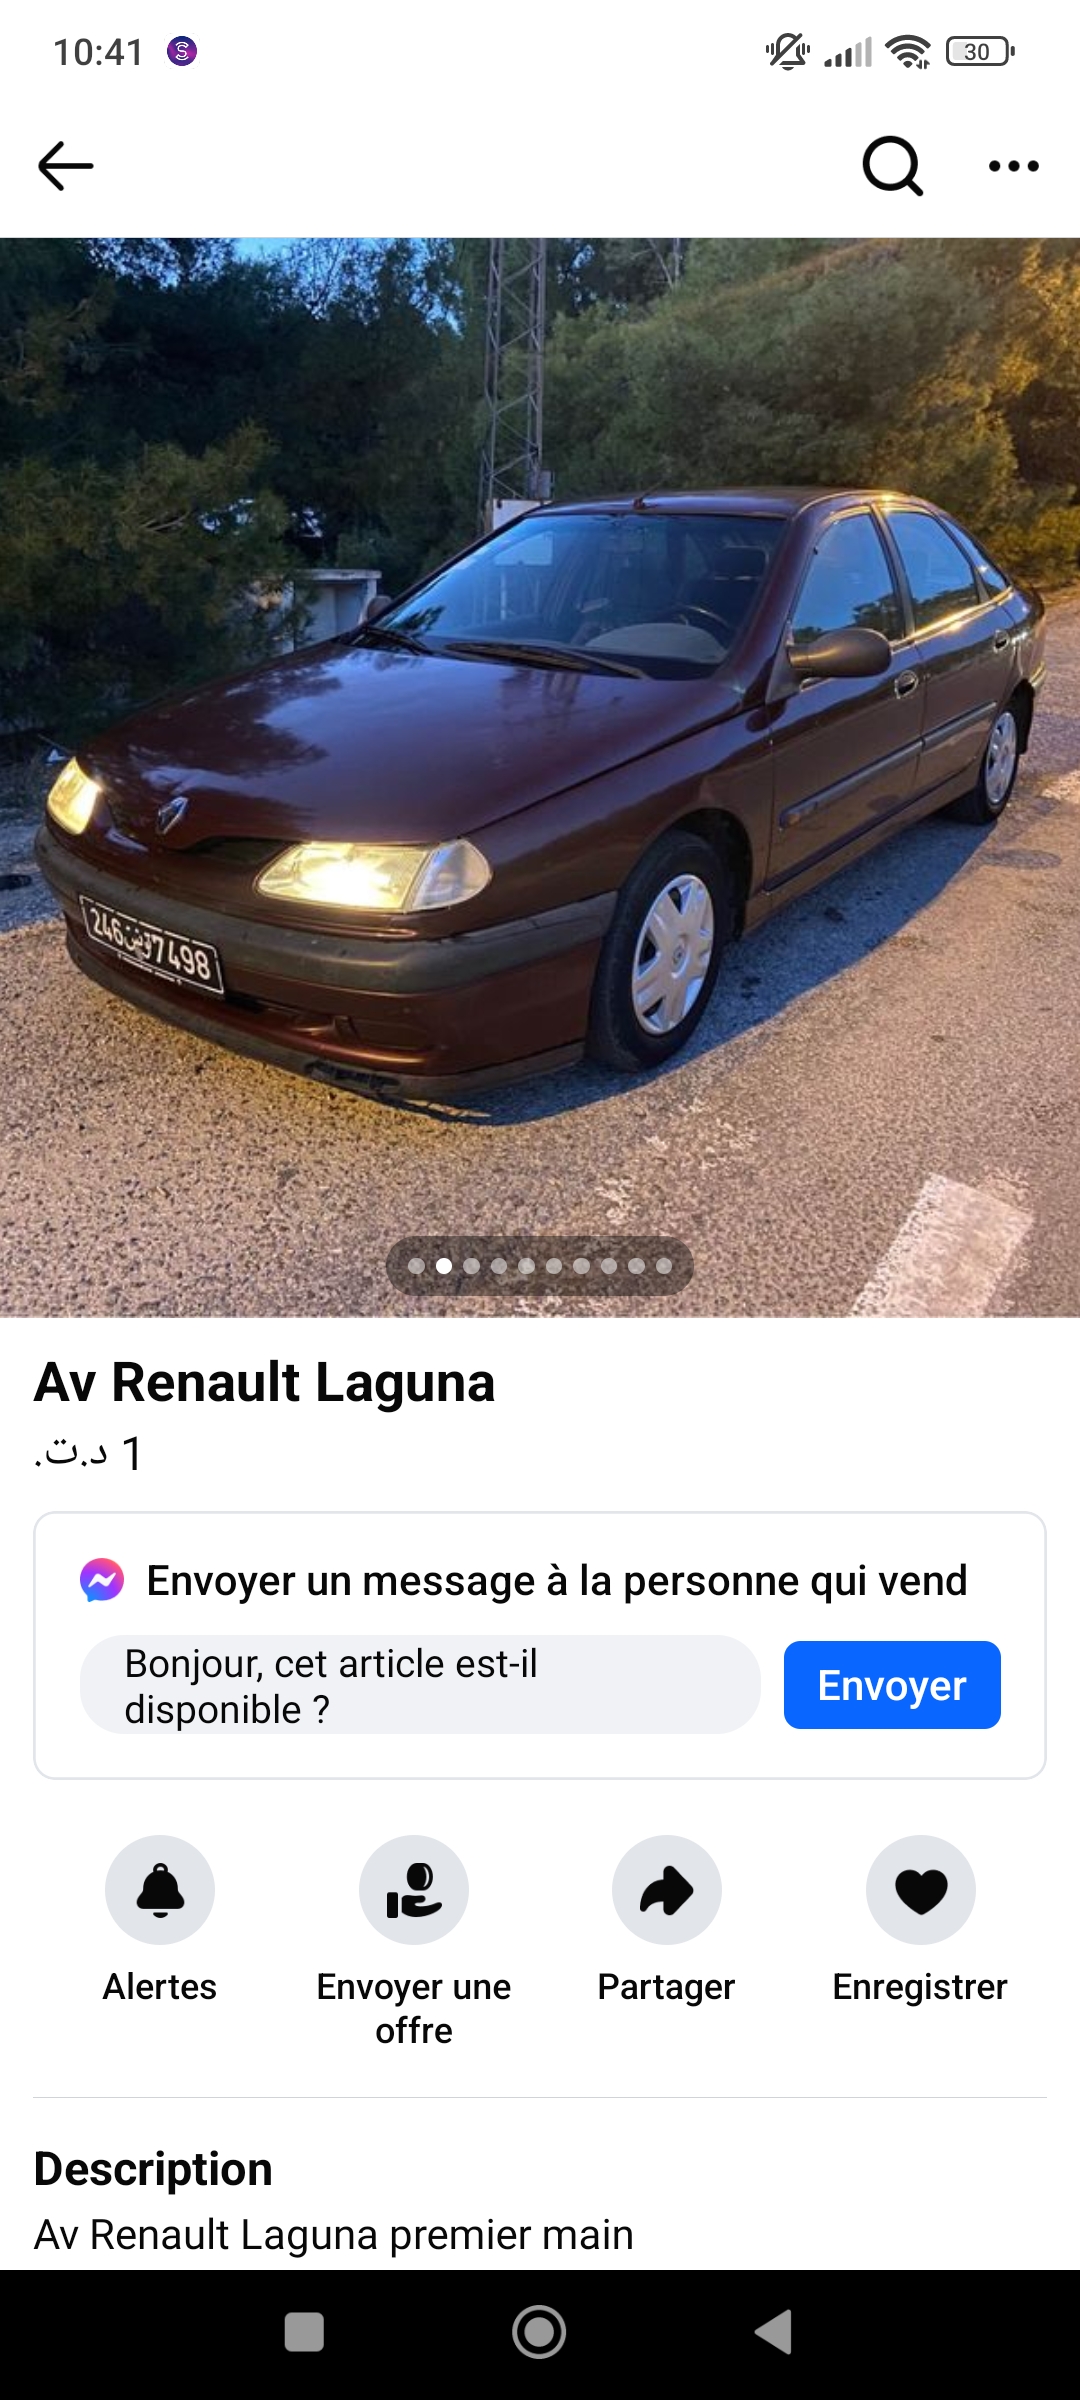 10:41
30
246 تونس 7498
Av Renault Laguna
1 د.ت.
Envoyer un message à la personne qui vend
Bonjour, cet article est-il
disponible ?
Envoyer
Alertes
Envoyer une
offre
Partager
Enregistrer
Description
Av Renault Laguna premier main